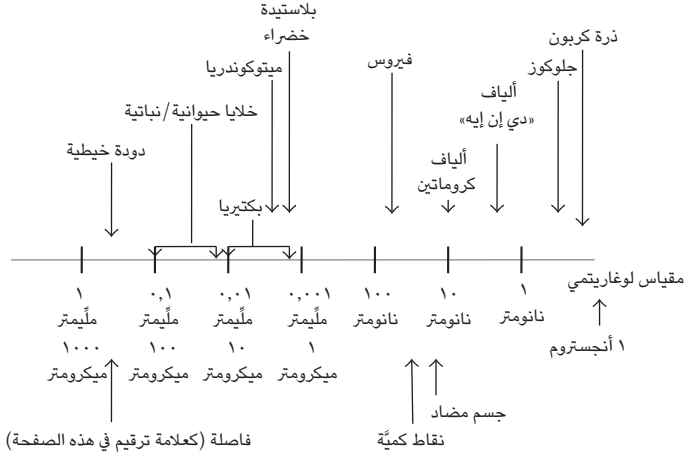 بلاستيدة
خضراء
ذرة كربون
جلوكوز
فيروس
ميتوكوندريا
ألياف
«دي إن إيه»
خلايا حيوانية/نباتية
ألياف
كروماتين
دودة خيطية
بكتيريا
مقياس لوغاريتمي
١
ملِّيمتر
١٠٠٠
ميكرومتر
٠٫١
ملِّيمتر
١٠٠
ميكرومتر
٠٫٠١
ملِّيمتر
١٠
ميكرومتر
٠٫٠٠١
ملِّيمتر
١
ميكرومتر
١٠٠
نانومتر
١٠
نانومتر
١
نانومتر
١ أنجستروم
جسم مضاد
نقاط كميَّة
فاصلة (كعلامة ترقيم في هذه الصفحة)